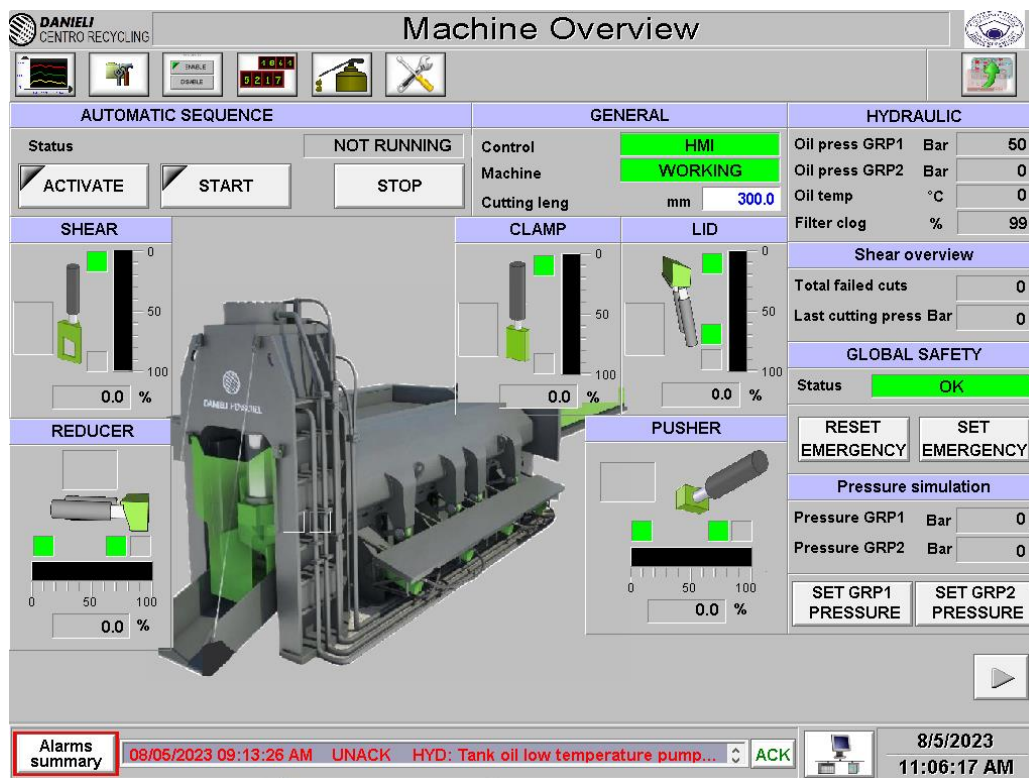 DANIELI
CENTRO RECYCLING
Machine Overview
ENABLE
DISABLE
5217
AUTOMATIC SEQUENCE
Status
NOT RUNNING
ACTIVATE
START
STOP
GENERAL
Control
HMI
Machine
WORKING
Cutting leng
mm
300.0
HYDRAULIC
Oil press GRP1 Bar 50
Oil press GRP2 Bar 0
Oil temp °C 0
Filter clog % 99
Shear overview
Total failed cuts 0
Last cutting press Bar 0
GLOBAL SAFETY
Status OK
RESET
EMERGENCY
SET
EMERGENCY
Pressure simulation
Pressure GRP1 Bar 0
Pressure GRP2 Bar 0
SET GRP1
PRESSURE
SET GRP2
PRESSURE
SHEAR
0
50
100
0.0 %
CLAMP
0
50
100
0.0 %
LID
0
50
100
0.0 %
REDUCER
0 50 100
0.0 %
PUSHER
0 50 100
0.0 %
Alarms
summary
08/05/2023 09:13:26 AM UNACK HYD: Tank oil low temperature pump...
ACK
8/5/2023
11:06:17 AM